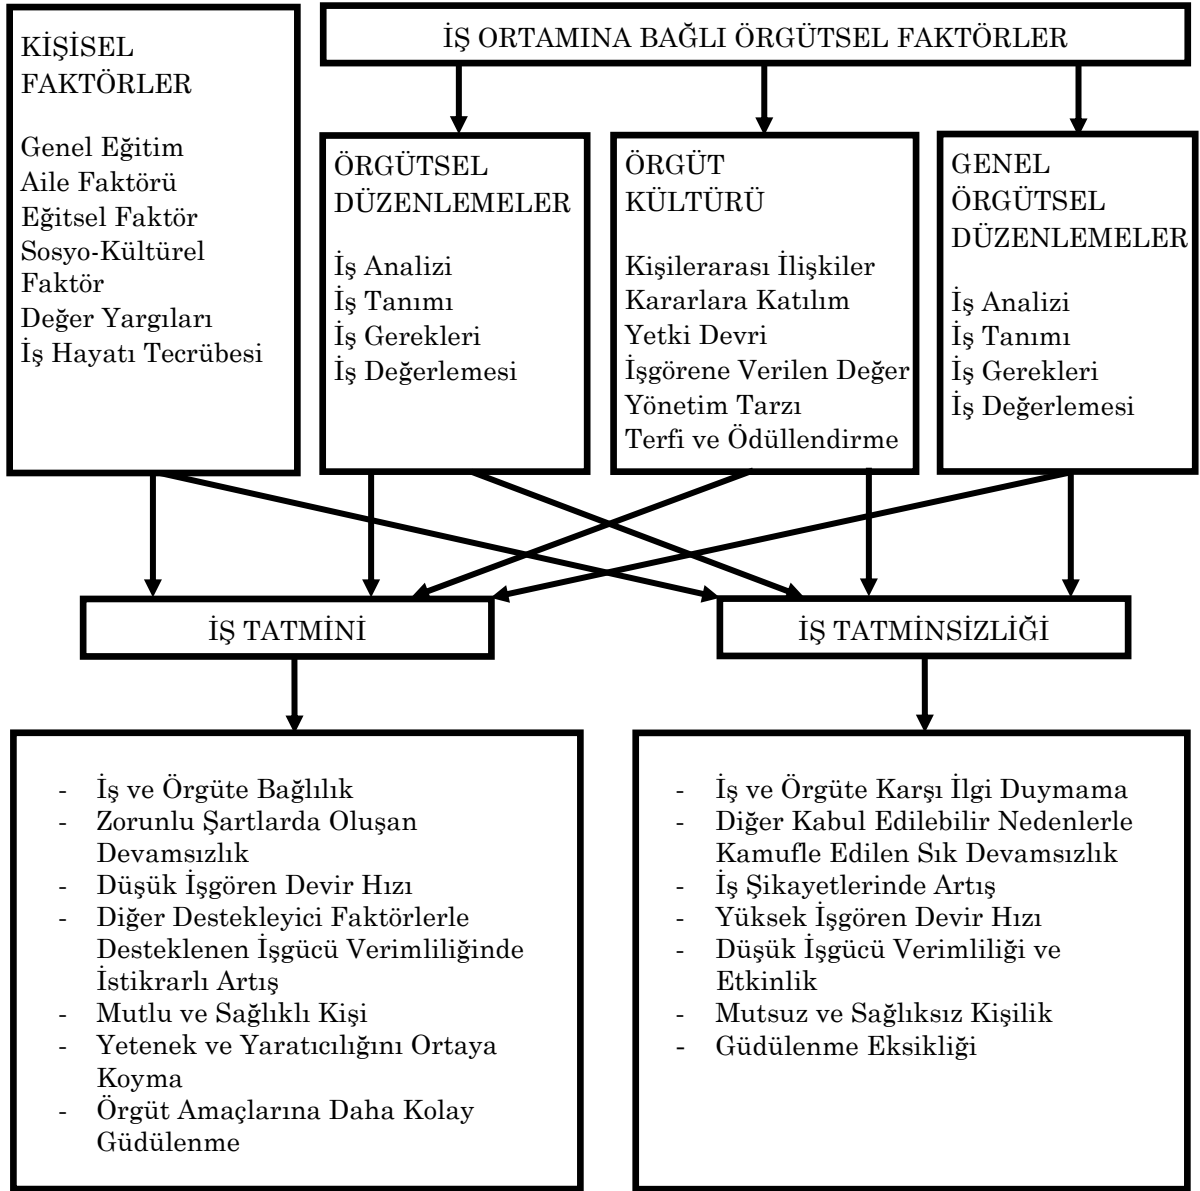 KİŞİSEL
FAKTÖRLER
Genel Eğitim
Aile Faktörü
Eğitsel Faktör
Sosyo-Kültürel
Faktör
Değer Yargıları
İş Hayatı Tecrübesi
İŞ ORTAMINA BAĞLI ÖRGÜTSEL FAKTÖRLER
ÖRGÜTSEL
DÜZENLEMELER
İş Analizi
İş Tanımı
İş Gerekleri
İş Değerlemesi
ÖRGÜT
KÜLTÜRÜ
Kişilerarası İlişkiler
Kararlara Katılım
Yetki Devri
İşgörene Verilen Değer
Yönetim Tarzı
Terfi ve Ödüllendirme
GENEL
ÖRGÜTSEL
DÜZENLEMELER
İş Analizi
İş Tanımı
İş Gerekleri
İş Değerlemesi
İŞ TATMİNİ
İŞ TATMİNSİZLİĞİ
- İş ve Örgüte Bağlılık
- Zorunlu Şartlarda Oluşan
Devamsızlık
- Düşük İşgören Devir Hızı
- Diğer Destekleyici Faktörlerle
Desteklenen İşgücü Verimliliğinde
İstikrarlı Artış
- Mutlu ve Sağlıklı Kişi
- Yetenek ve Yaratıcılığını Ortaya
Koyma
- Örgüt Amaçlarına Daha Kolay
Güdülenme
- İş ve Örgüte Karşı İlgi Duymama
- Diğer Kabul Edilebilir Nedenlerle
Kamufle Edilen Sık Devamsızlık
- İş Şikayetlerinde Artış
- Yüksek İşgören Devir Hızı
- Düşük İşgücü Verimliliği ve
Etkinlik
- Mutsuz ve Sağlıksız Kişilik
- Güdülenme Eksikliği